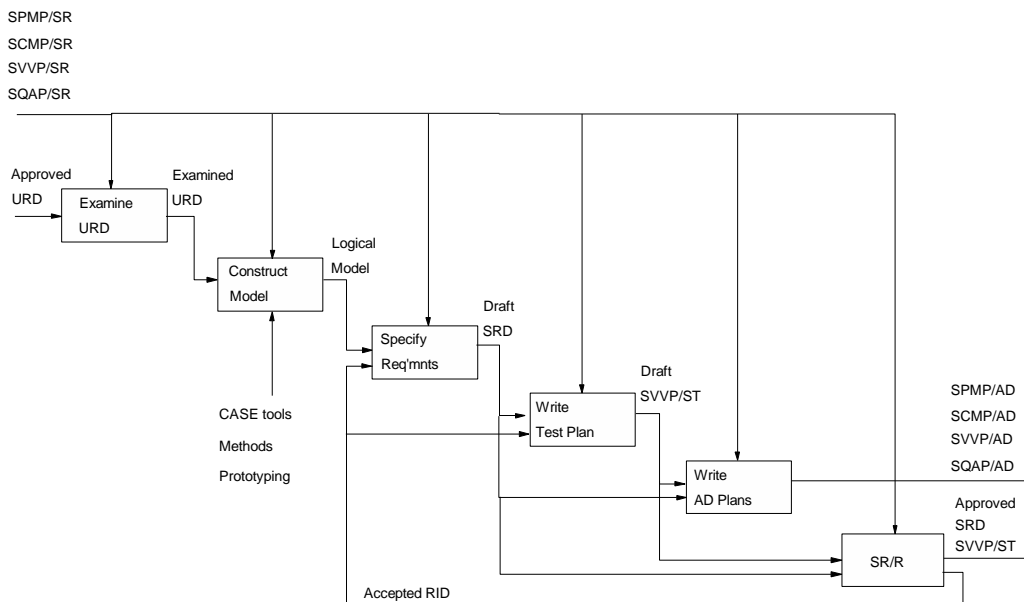 SPMP/SR
SCMP/SR
SVVP/SR
SQAP/SR
Approved
URD
Examine
URD
Examined
URD
Construct
Model
Logical
Model
CASE tools
Methods
Prototyping
Specify
Req'mnts
Draft
SRD
Write
Test Plan
Draft
SVVP/ST
Write
AD Plans
SPMP/AD
SCMP/AD
SVVP/AD
SQAP/AD
SR/R
Approved
SRD
SVVP/ST
Accepted RID